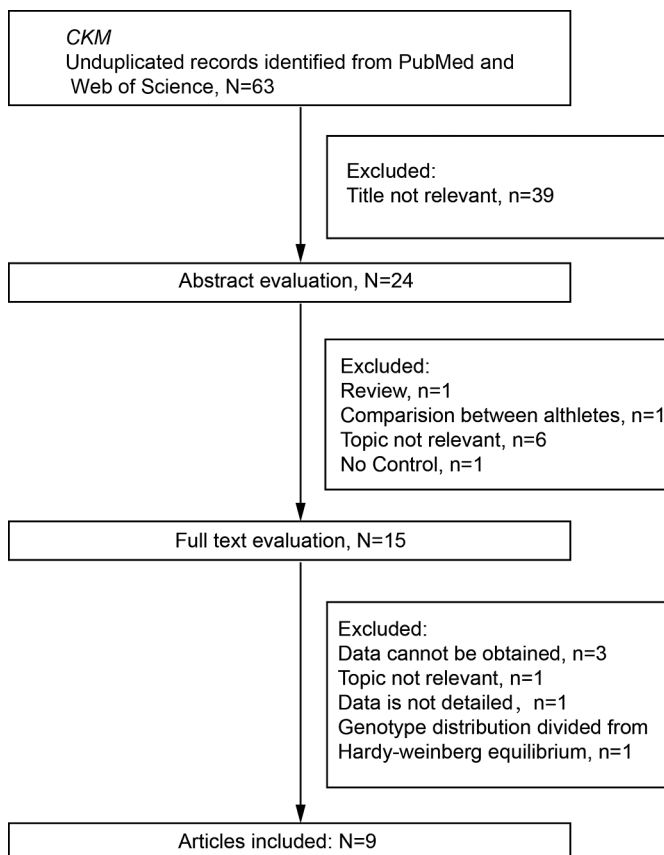 CKM
Unduplicated records identified from PubMed and
Web of Science, N=63
Excluded:
Title not relevant, n=39
Abstract evaluation, N=24
Excluded:
Review, n=1
Comparision between althletes, n=1
Topic not relevant, n=6
No Control, n=1
Full text evaluation, N=15
Excluded:
Data cannot be obtained, n=3
Topic not relevant, n=1
Data is not detailed，n=1
Genotype distribution divided from
Hardy-weinberg equilibrium, n=1
Articles included: N=9